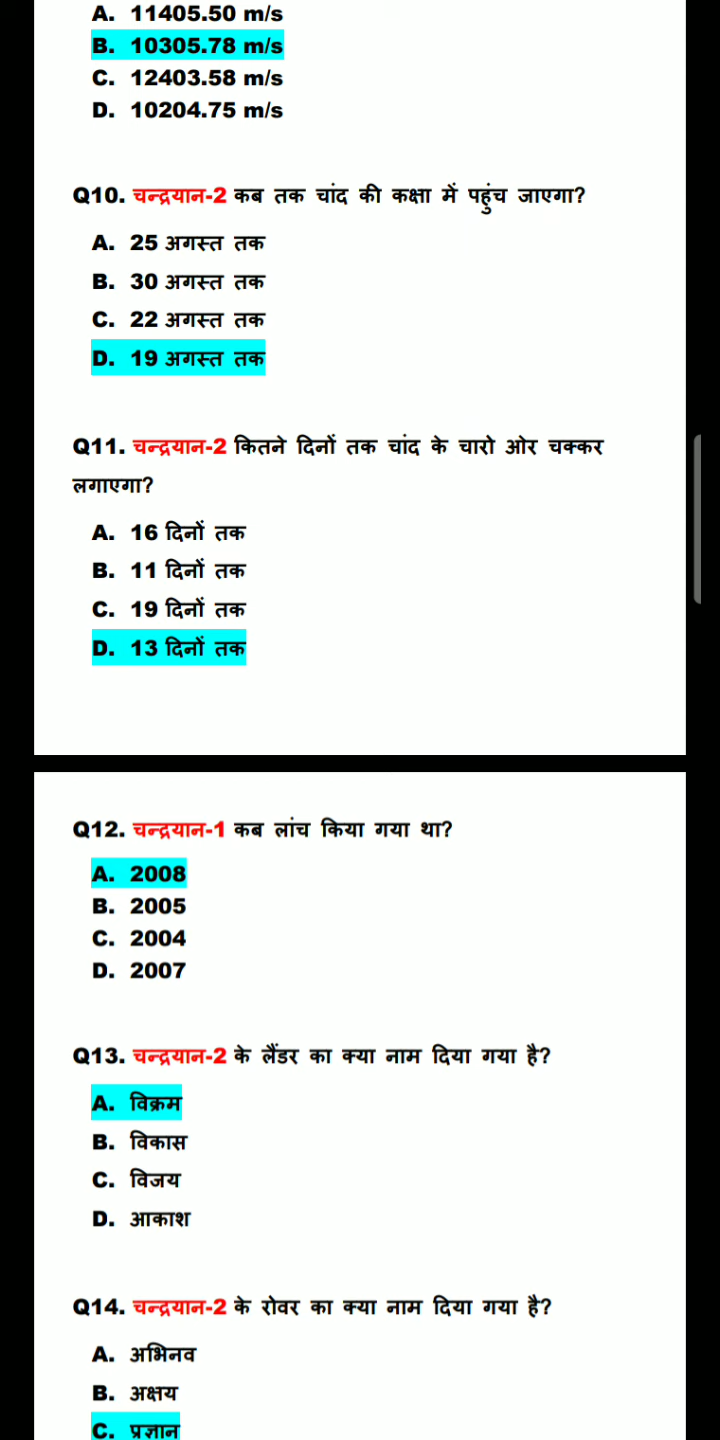 A. 11405.50 m/s
B. 10305.78 m/s
C. 12403.58 m/s
D. 10204.75 m/s
Q10. चन्द्रयान-2 कब तक चांद की कक्षा में पहुंच जाएगा?
A. 25 अगस्त तक
B. 30 अगस्त तक
C. 22 अगस्त तक
D. 19 अगस्त तक
Q11. चन्द्रयान-2 कितने दिनों तक चांद के चारो ओर चक्कर
लगाएगा?
A. 16 दिनों तक
B. 11 दिनों तक
C. 19 दिनों तक
D. 13 दिनों तक
Q12. चन्द्रयान-1 कब लांच किया गया था?
A. 2008
B. 2005
C. 2004
D. 2007
Q13. चन्द्रयान-2 के लैंडर का क्या नाम दिया गया है?
A. विक्रम
B. विकास
C. विजय
D. आकाश
Q14. चन्द्रयान-2 के रोवर का क्या नाम दिया गया है?
A. अभिनव
B. अक्षय
C. प्रज्ञान